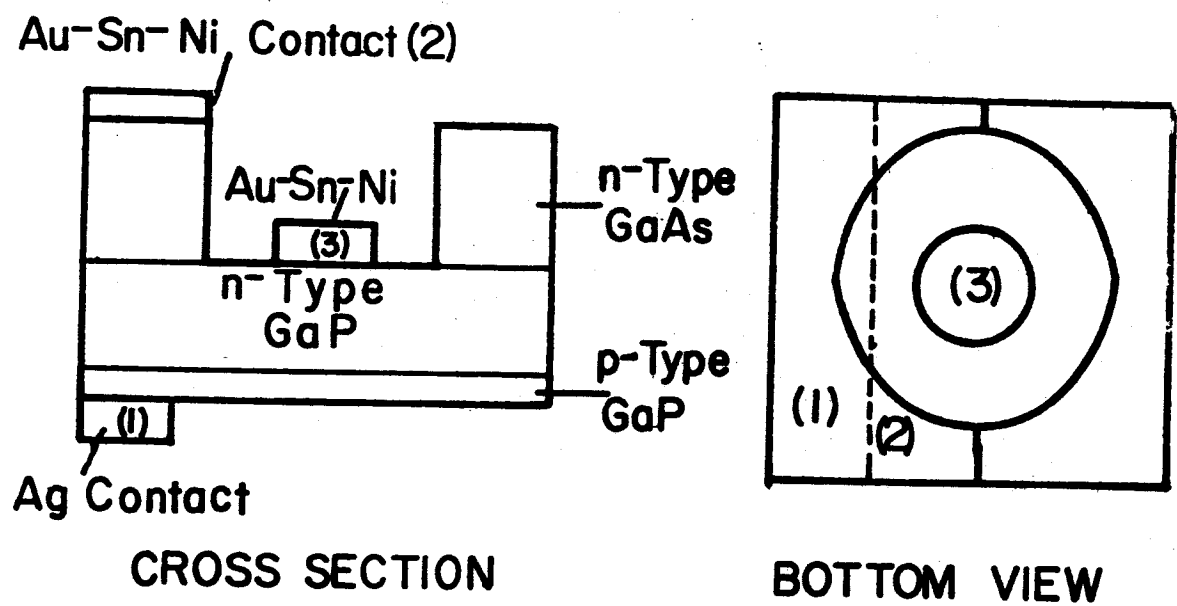 Au-Sn-Ni Contact (2)
Au-Sn-Ni
(3)
n-Type
GaAs
n-Type
GaP
p-Type
GaP
(1)
Ag Contact
CROSS SECTION
(3)
(1)
(2)
BOTTOM VIEW